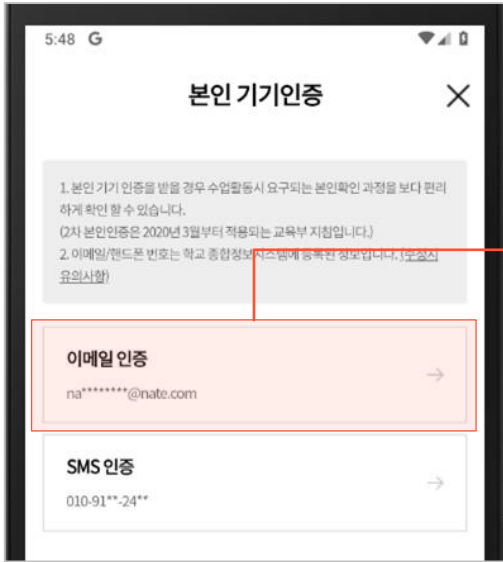 5:48 G
본인 기기인증
1. 본인 기기 인증을 받을 경우 수업활동시 요구되는 본인확인 과정을 보다 편리
하게 확인 할 수 있습니다.
(2차 본인인증은 2020년 3월부터 적용되는 교육부 지침입니다.)
2. 이메일/핸드폰 번호는 학교 종합정보시스템에 등록된 정보입니다. (수정시
유의사항)
이메일 인증
na********@nate.com
SMS 인증
010-91**-24**